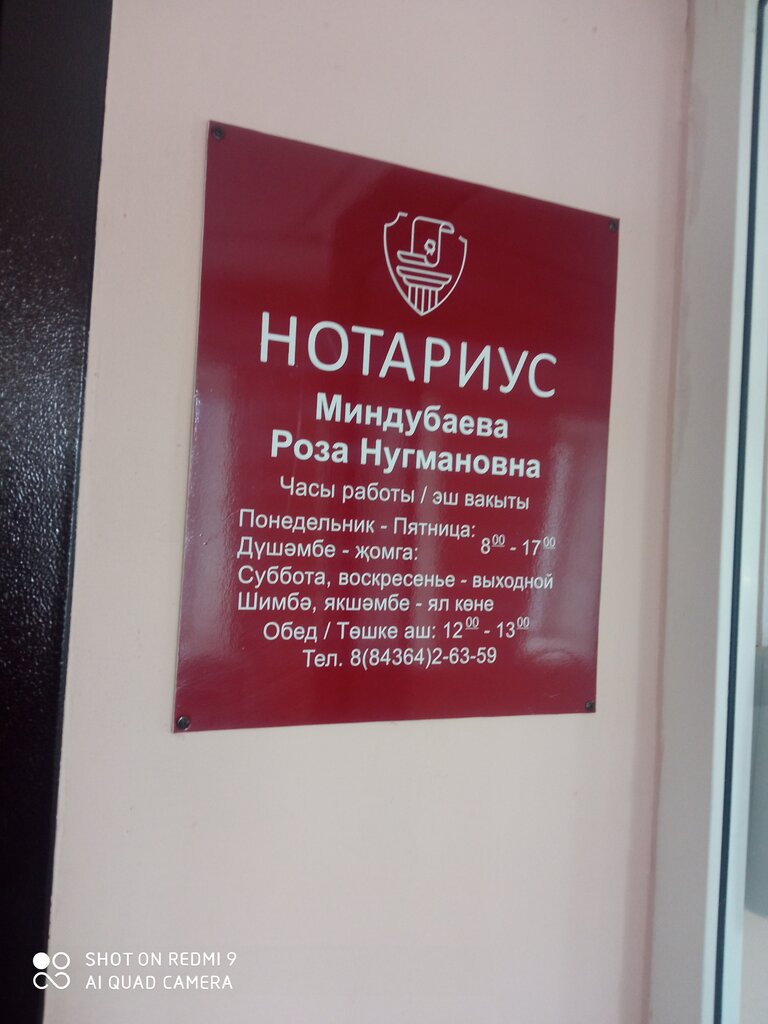 НОТАРИУС
Миндубаева
Роза Нугмановна
Часы работы / эш вакыты
Понедельник - Пятница:
Дүшәмбе - җомга: 8⁰⁰ - 17⁰⁰
Суббота, воскресенье - выходной
Шимбә, якшәмбе - ял көне
Обед / Төшке аш: 12⁰⁰ - 13⁰⁰
Тел. 8(84364)2-63-59
SHOT ON REDMI 9
AI QUAD CAMERA